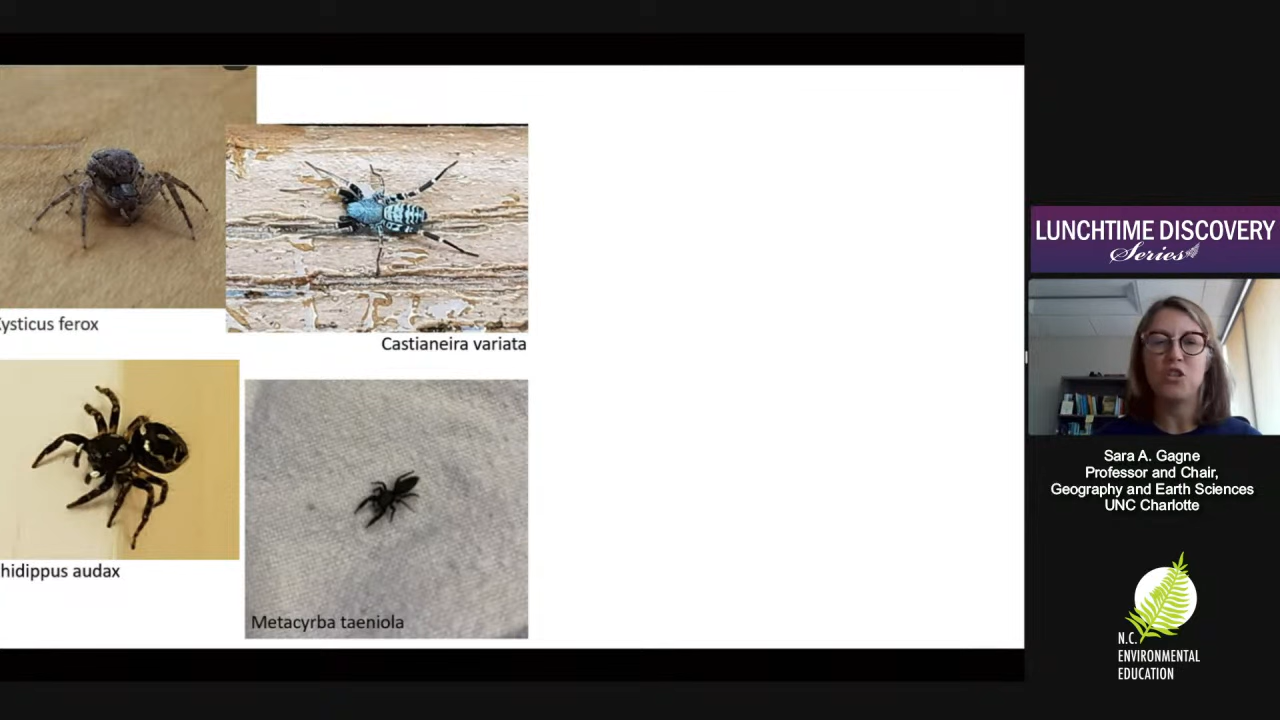 ysticus ferox
Castianeira variata
hidippus audax
Metacyrba taeniola
LUNCHTIME DISCOVERY
Series
Sara A. Gagne
Professor and Chair,
Geography and Earth Sciences
UNC Charlotte
N.C.
ENVIRONMENTAL
EDUCATION